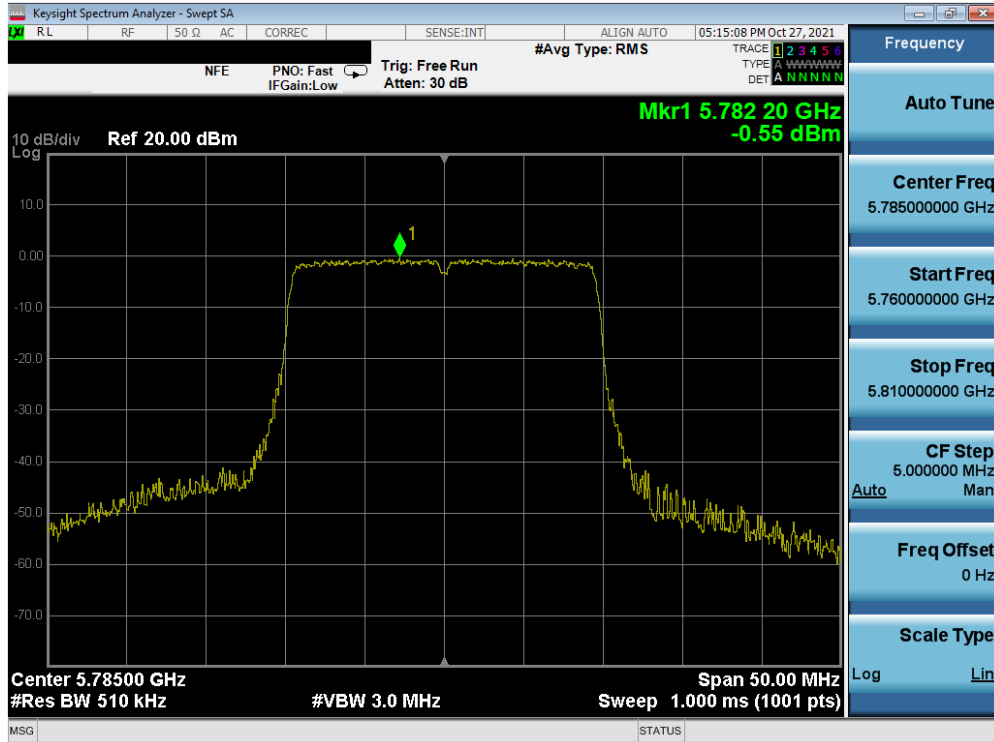 Keysight Spectrum Analyzer - Swept SA
LXI RL RF 50 Ω AC CORREC SENSE:INT ALIGN AUTO 05:15:08 PM Oct 27, 2021
#Avg Type: RMS TRACE 1 2 3 4 5 6
TYPE A WWWWW
DET A N N N N N
NFE PNO: Fast Trig: Free Run
IFGain:Low Atten: 30 dB
Mkr1 5.782 20 GHz
-0.55 dBm
10 dB/div Ref 20.00 dBm
Log
10.0
0.00
-10.0
-20.0
-30.0
-40.0
-50.0
-60.0
-70.0
1
Center 5.78500 GHz Span 50.00 MHz
#Res BW 510 kHz #VBW 3.0 MHz Sweep 1.000 ms (1001 pts)
MSG STATUS
Frequency
Auto Tune
Center Freq
5.785000000 GHz
Start Freq
5.760000000 GHz
Stop Freq
5.810000000 GHz
CF Step
5.000000 MHz
Auto Man
Freq Offset
0 Hz
Scale Type
Log Lin